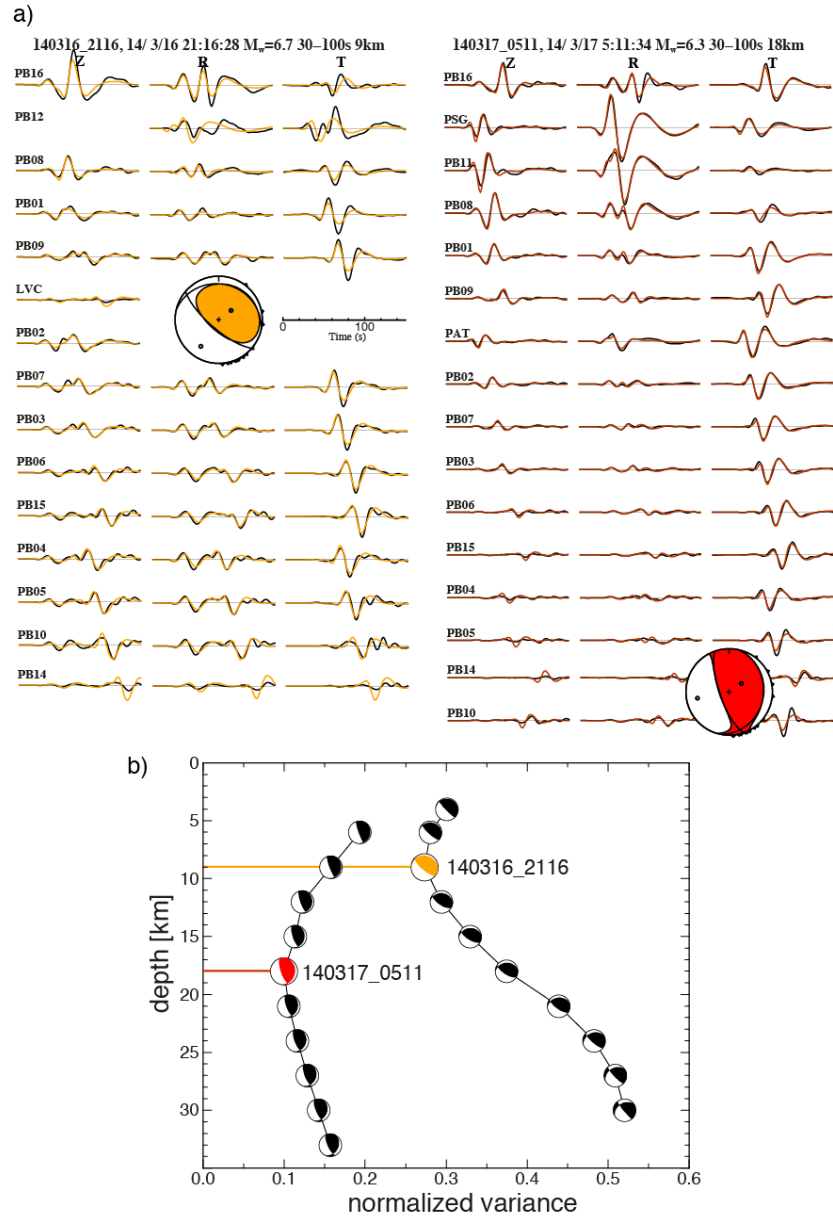 a)
140316_2116, 14/ 3/16 21:16:28 Mw=6.7 30–100s 9km
Z R T
PB16
PB12
PB08
PB01
PB09
LVC
0 100
Time (s)
PB02
PB07
PB03
PB06
PB15
PB04
PB05
PB10
PB14
140317_0511, 14/ 3/17 5:11:34 Mw=6.3 30–100s 18km
Z R T
PB16
PSG
PB11
PB08
PB01
PB09
PAT
PB02
PB07
PB03
PB06
PB15
PB04
PB05
PB14
PB10
b)
0
5
10
15
20
25
30
depth [km]
140316_2116
140317_0511
0.0 0.1 0.2 0.3 0.4 0.5 0.6
normalized variance